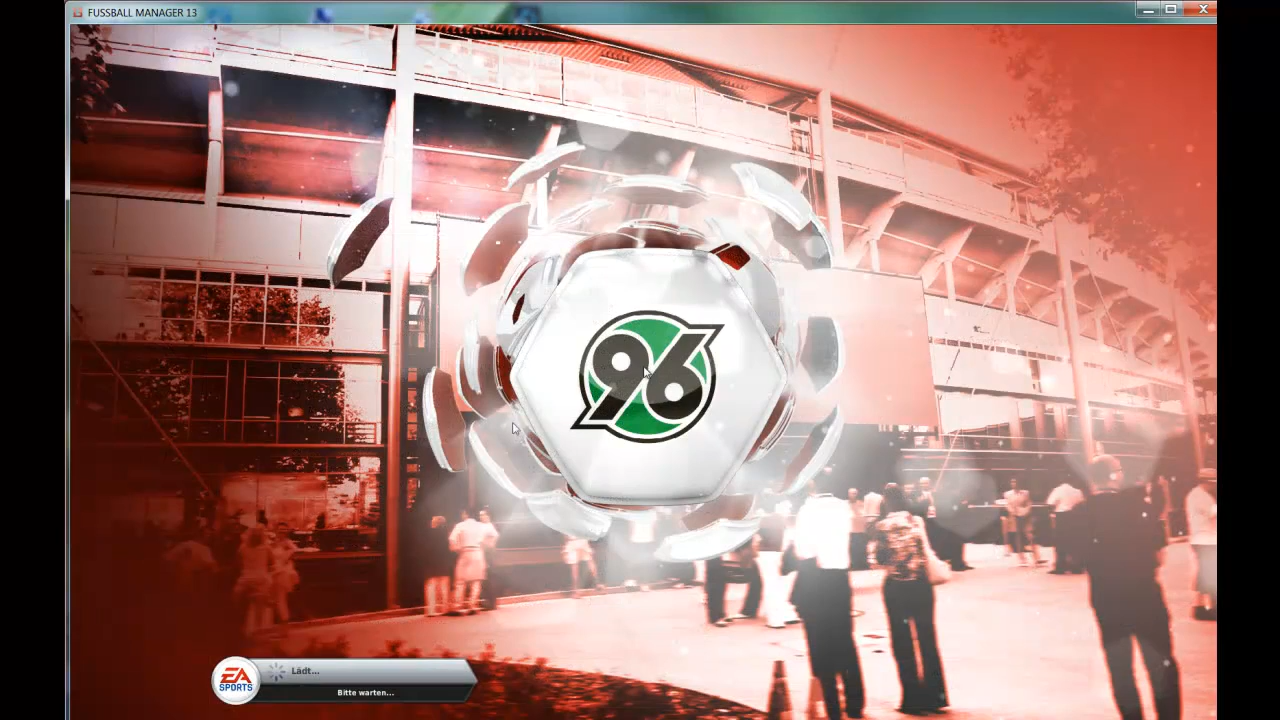 FUSSBALL MANAGER 13
96
EA
SPORTS
Lädt...
Bitte warten...